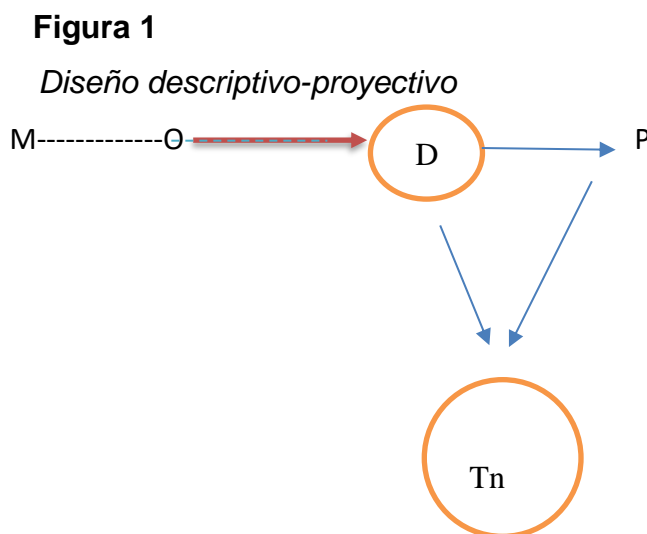 Figura 1
Diseño descriptivo-proyectivo
M-------------O
D
P
Tn